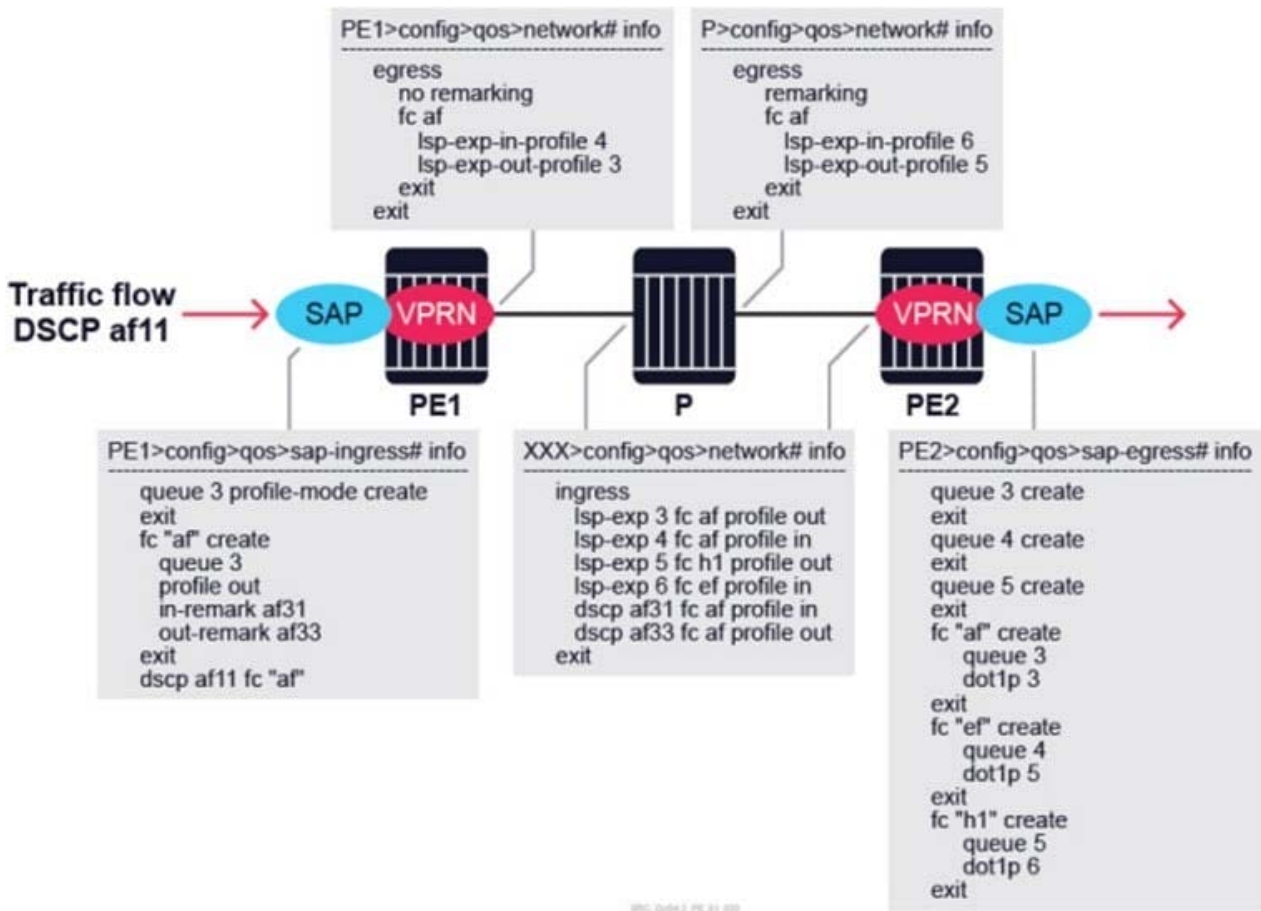 PE1>config>qos>network# info
egress
no remarking
fc af
lsp-exp-in-profile 4
lsp-exp-out-profile 3
exit
exit
P>config>qos>network# info
egress
remarking
fc af
lsp-exp-in-profile 6
lsp-exp-out-profile 5
exit
exit
Traffic flow
DSCP af11
SAP
VPRN
VPRN
SAP
PE1
P
PE2
PE1>config>qos>sap-ingress# info
queue 3 profile-mode create
exit
fc "af" create
queue 3
profile out
in-remark af31
out-remark af33
exit
dscp af11 fc "af"
XXX>config>qos>network# info
ingress
lsp-exp 3 fc af profile out
lsp-exp 4 fc af profile in
lsp-exp 5 fc h1 profile out
lsp-exp 6 fc ef profile in
dscp af31 fc af profile in
dscp af33 fc af profile out
exit
PE2>config>qos>sap-egress# info
queue 3 create
exit
queue 4 create
exit
queue 5 create
exit
fc "af" create
queue 3
dot1p 3
exit
fc "ef" create
queue 4
dot1p 5
exit
fc "h1" create
queue 5
dot1p 6
exit